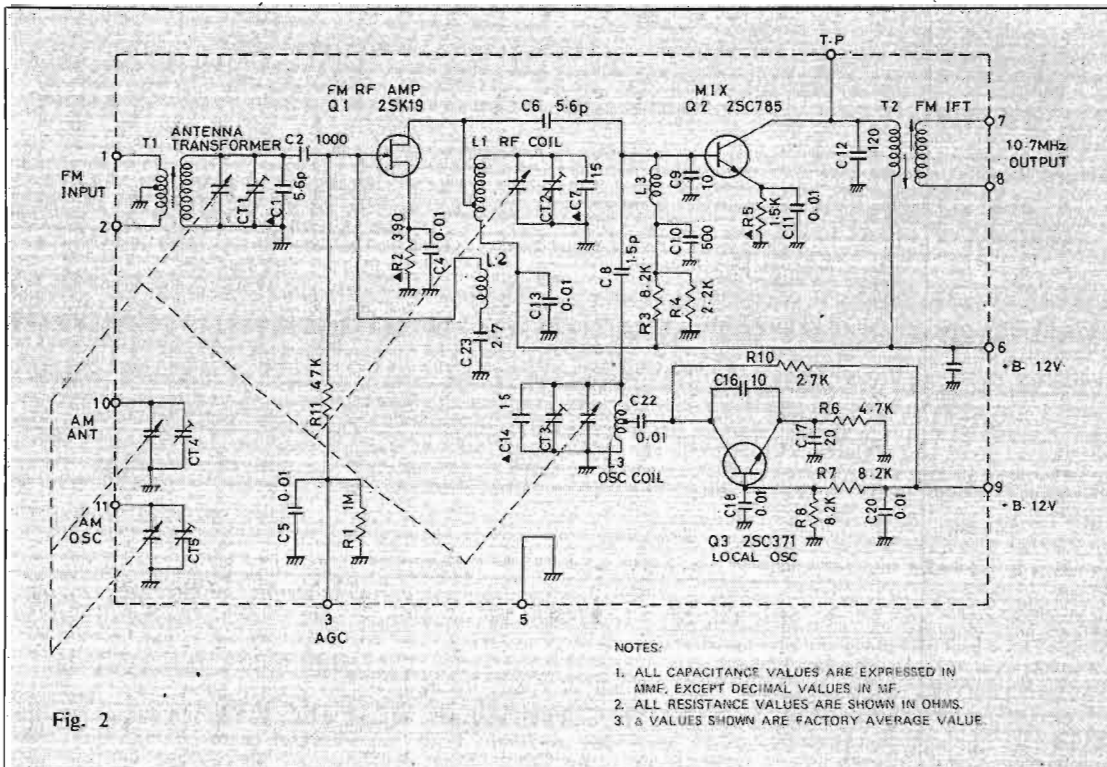 T.P
FM RF AMP
Q1 2SK19
MIX
Q2 2SC785
C6 5.6p
T2 FM IFT
ANTENNA
TRANSFORMER
T1
C2 1000
L1 RF COIL
1
FM
INPUT
2
CT1
▲C1
5.6p
CT2
▲C7
15
L3
C9
10
C12
120
7
10.7MHz
OUTPUT
8
▲R5
1.5K
C11
0.01
▲R2
390
C4
0.01
L2
C8
1.5p
C10
500
R3 8.2K
R4
2.2K
C13
0.01
C23
2.7
6
+B- 12V
R10
2.7K
R11 47K
10
AM
ANT
CT4
11
AM
OSC
CT5
▲C14
15
CT3
C22
0.01
L3
OSC COIL
C16 10
R6
4.7K
C17
20
R7
8.2K
9
+B- 12V
C18
0.01
R8
8.2K
C20
0.01
Q3 2SC371
LOCAL OSC
C5
0.01
R1 1M
3
AGC
5
NOTES:
1. ALL CAPACITANCE VALUES ARE EXPRESSED IN
MMF, EXCEPT DECIMAL VALUES IN MF.
2. ALL RESISTANCE VALUES ARE SHOWN IN OHMS.
3. ▲ VALUES SHOWN ARE FACTORY AVERAGE VALUE.
Fig. 2